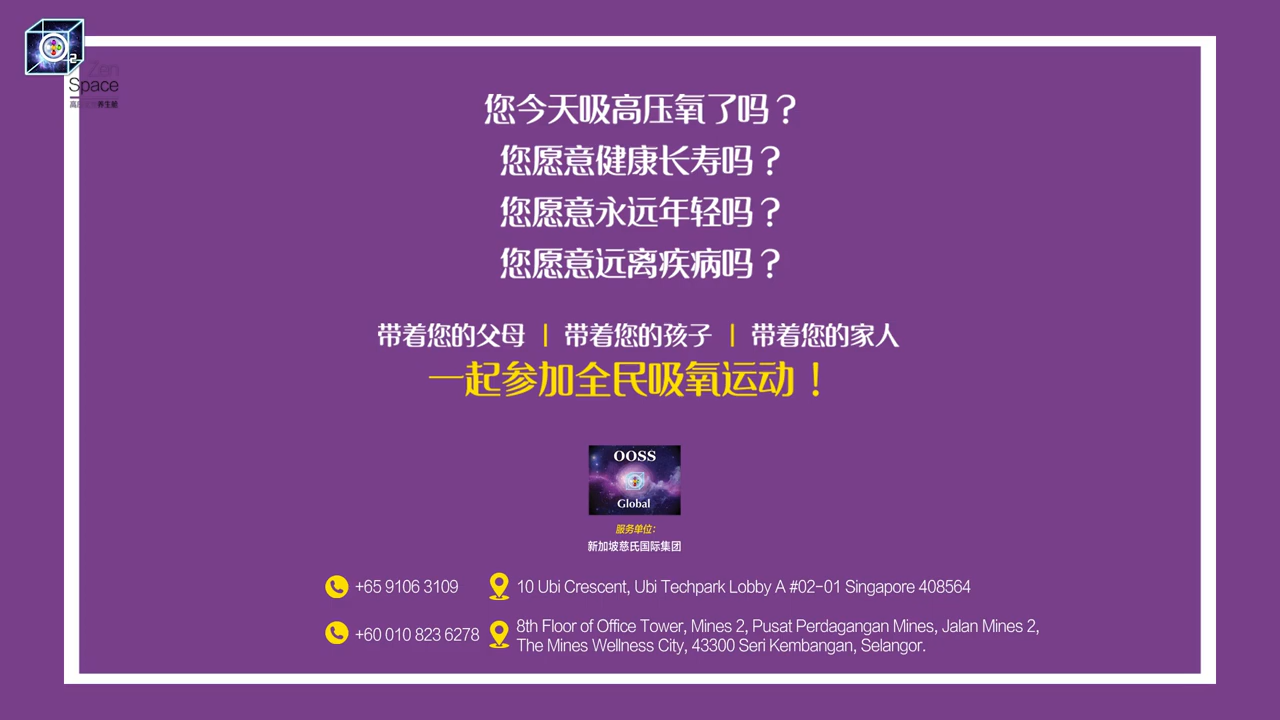 Zen
Space
您今天吸高压氧了吗？
您愿意健康长寿吗？
您愿意永远年轻吗？
您愿意远离疾病吗？
带着您的父母 | 带着您的孩子 | 带着您的家人
一起参加全民吸氧运动！
OOSS
Global
服务单位：
新加坡慈氏国际集团
+65 9106 3109
10 Ubi Crescent, Ubi Techpark Lobby A #02-01 Singapore 408564
+60 010 823 6278
8th Floor of Office Tower, Mines 2, Pusat Perdagangan Mines, Jalan Mines 2,
The Mines Wellness City, 43300 Seri Kembangan, Selangor.